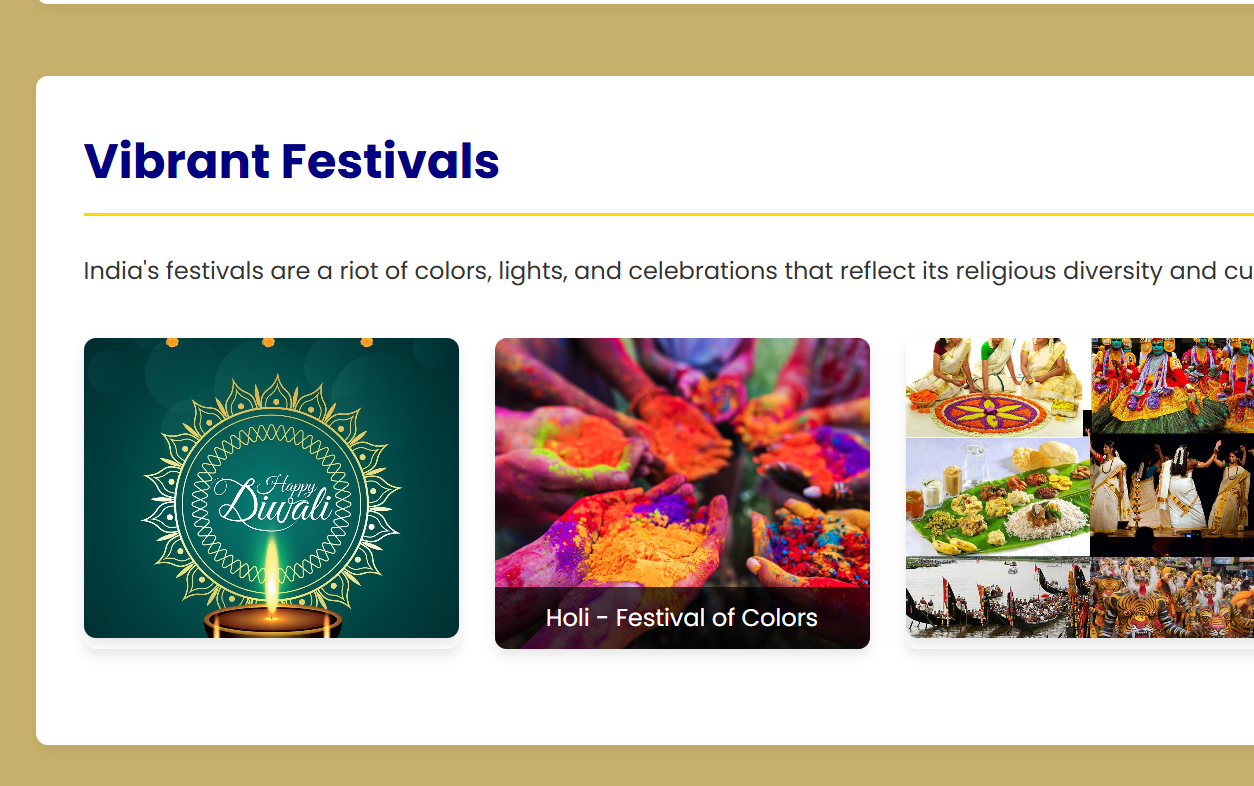 Vibrant Festivals
India's festivals are a riot of colors, lights, and celebrations that reflect its religious diversity and
Happy
Diwali
Holi - Festival of Colors